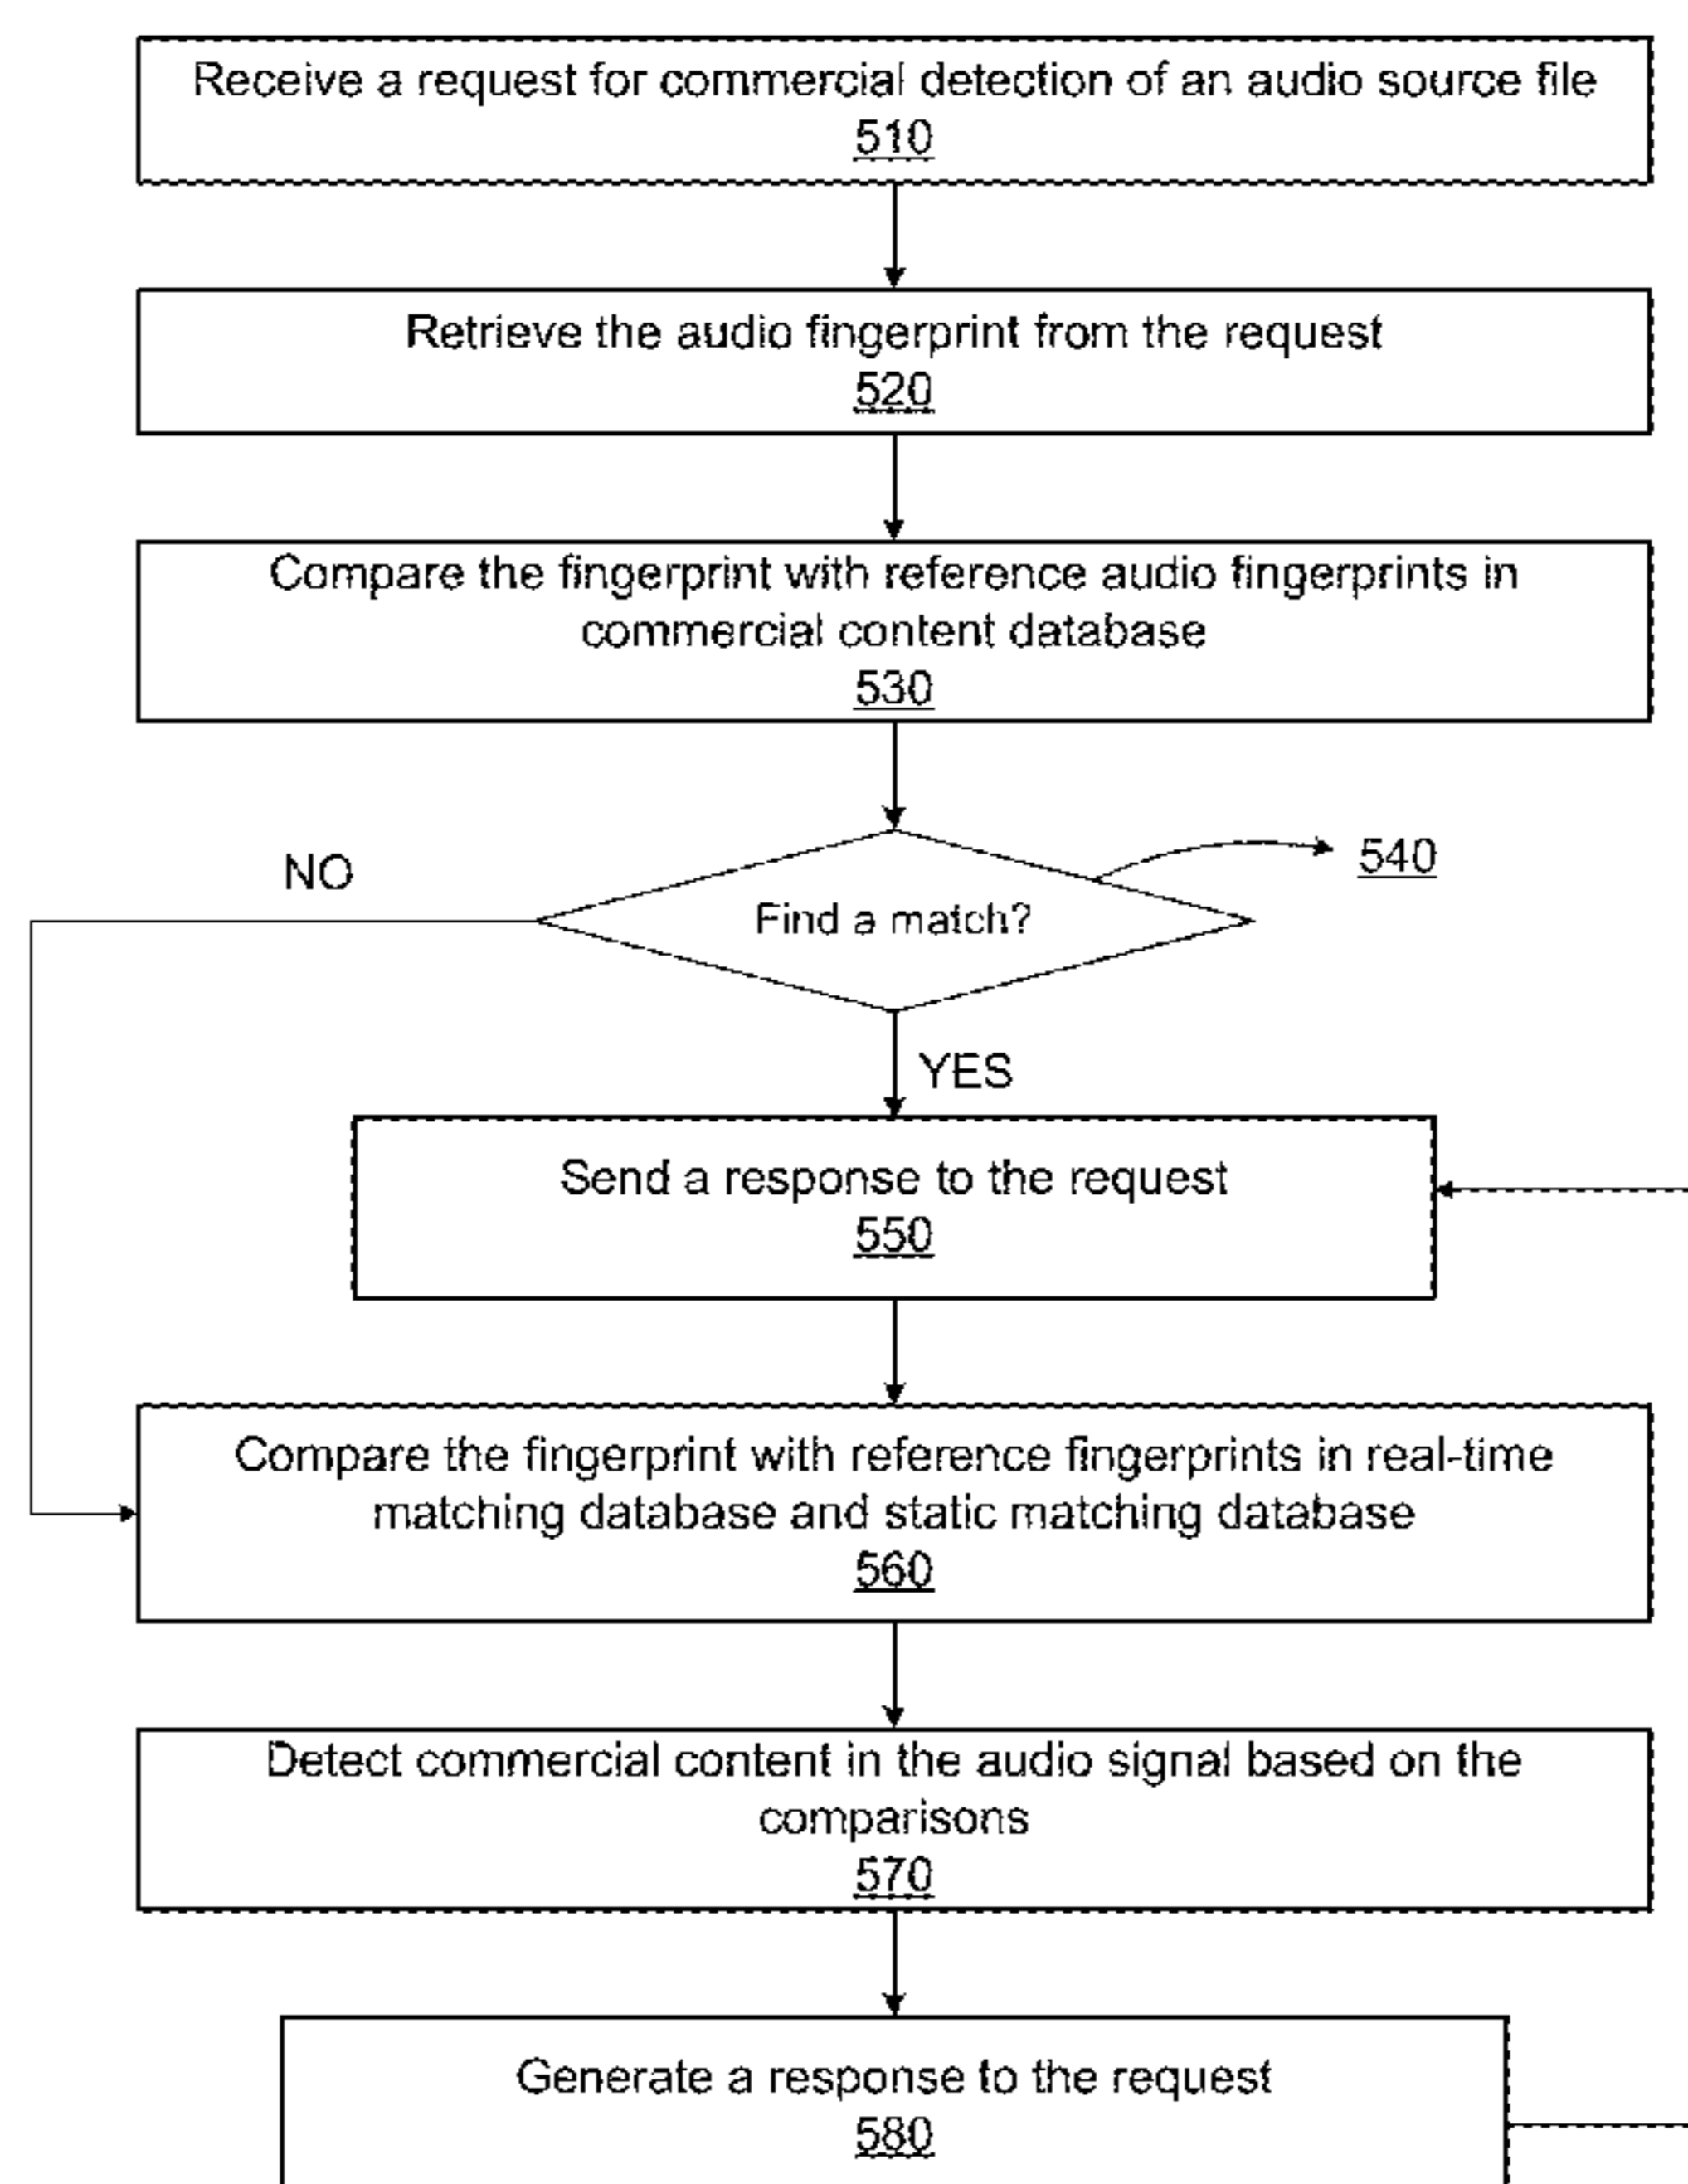 Receive a request for commercial detection of an audio source file
510
Retrieve the audio fingerprint from the request
520
Compare the fingerprint with reference audio fingerprints in
commercial content database
530
NO
540
Find a match?
YES
Send a response to the request
550
Compare the fingerprint with reference fingerprints in real-time
matching database and static matching database
560
Detect commercial content in the audio signal based on the
comparisons
570
Generate a response to the request
580